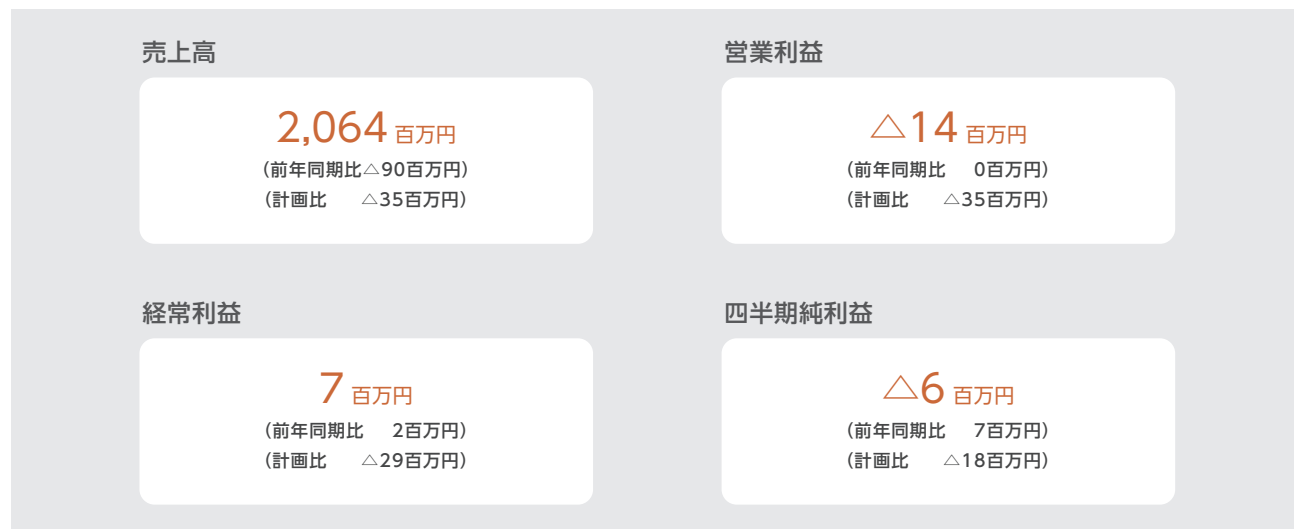 売上高
2,064 百万円
（前年同期比△90百万円）
（計画比　△35百万円）
営業利益
△14 百万円
（前年同期比　0百万円）
（計画比　△35百万円）
経常利益
7 百万円
（前年同期比　2百万円）
（計画比　△29百万円）
四半期純利益
△6 百万円
（前年同期比　7百万円）
（計画比　△18百万円）